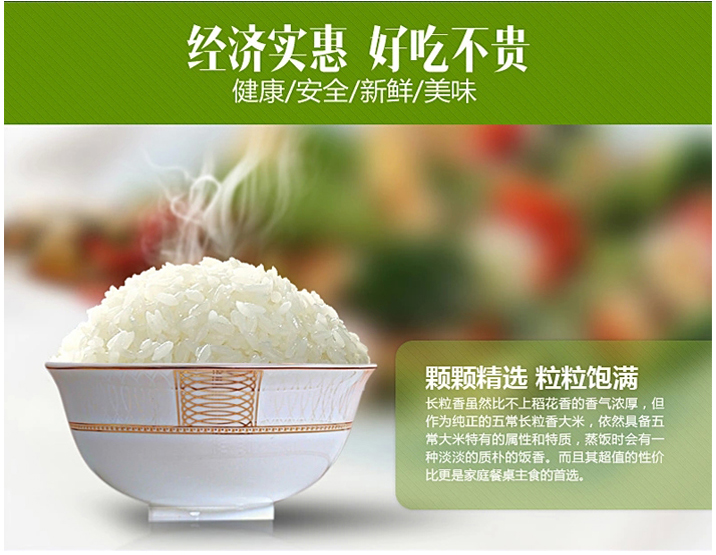 经济实惠 好吃不贵
健康/安全/新鲜/美味
颗颗精选 粒粒饱满
长粒香虽然比不上稻花香的香气浓厚，但
作为纯正的五常长粒香大米，依然具备五
常大米特有的属性和特质，蒸饭时会有一
种淡淡的质朴的饭香。而且其超值的性价
比更是家庭餐桌主食的首选。